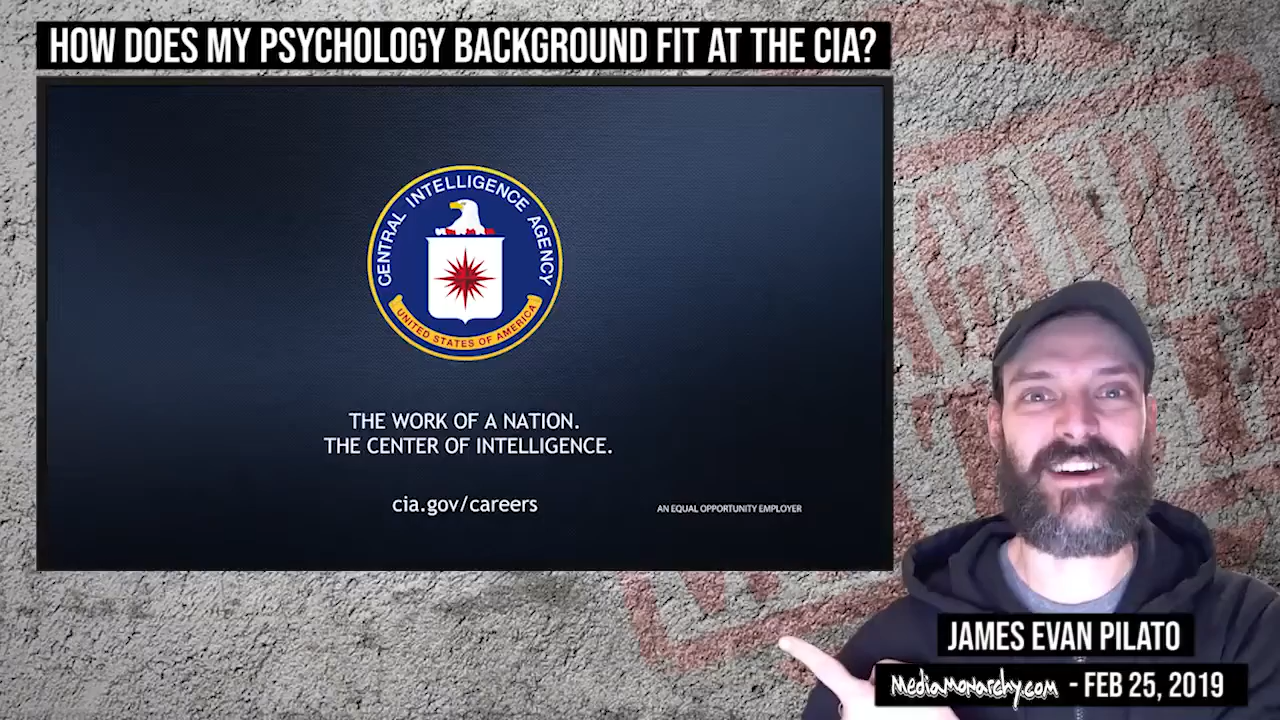 HOW DOES MY PSYCHOLOGY BACKGROUND FIT AT THE CIA?
CENTRAL INTELLIGENCE AGENCY
UNITED STATES OF AMERICA
THE WORK OF A NATION.
THE CENTER OF INTELLIGENCE.
cia.gov/careers
AN EQUAL OPPORTUNITY EMPLOYER
JAMES EVAN PILATO
MediaMonarchy.com - FEB 25, 2019